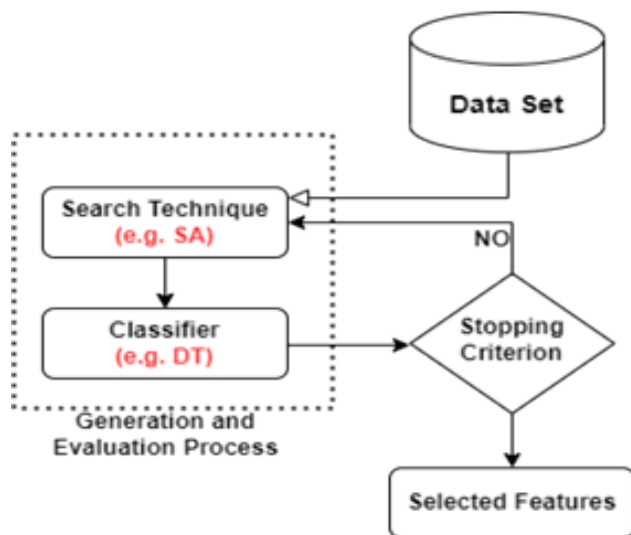 Data Set
Search Technique
(e.g. SA)
NO
Classifier
(e.g. DT)
Stopping
Criterion
Generation and
Evaluation Process
Selected Features